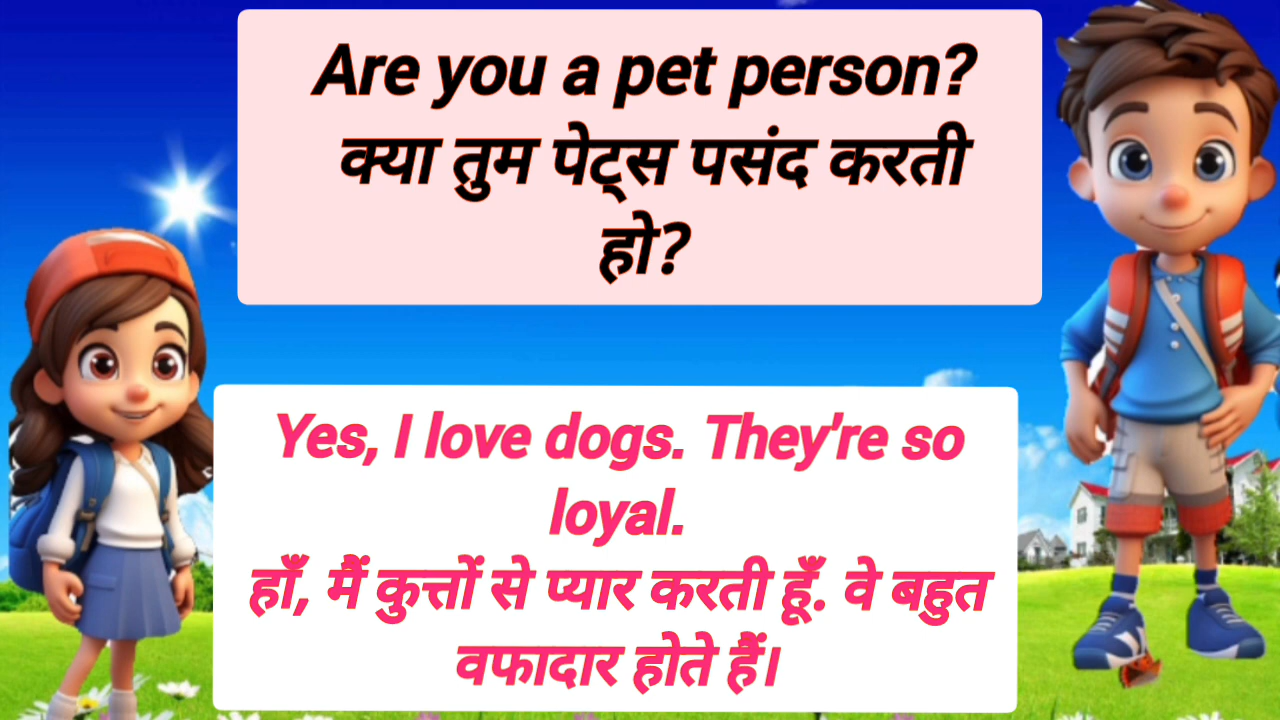 Are you a pet person?
क्या तुम पेट्स पसंद करती
हो?
Yes, I love dogs. They're so
loyal.
हाँ, मैं कुत्तों से प्यार करती हूँ. वे बहुत
वफादार होते हैं।